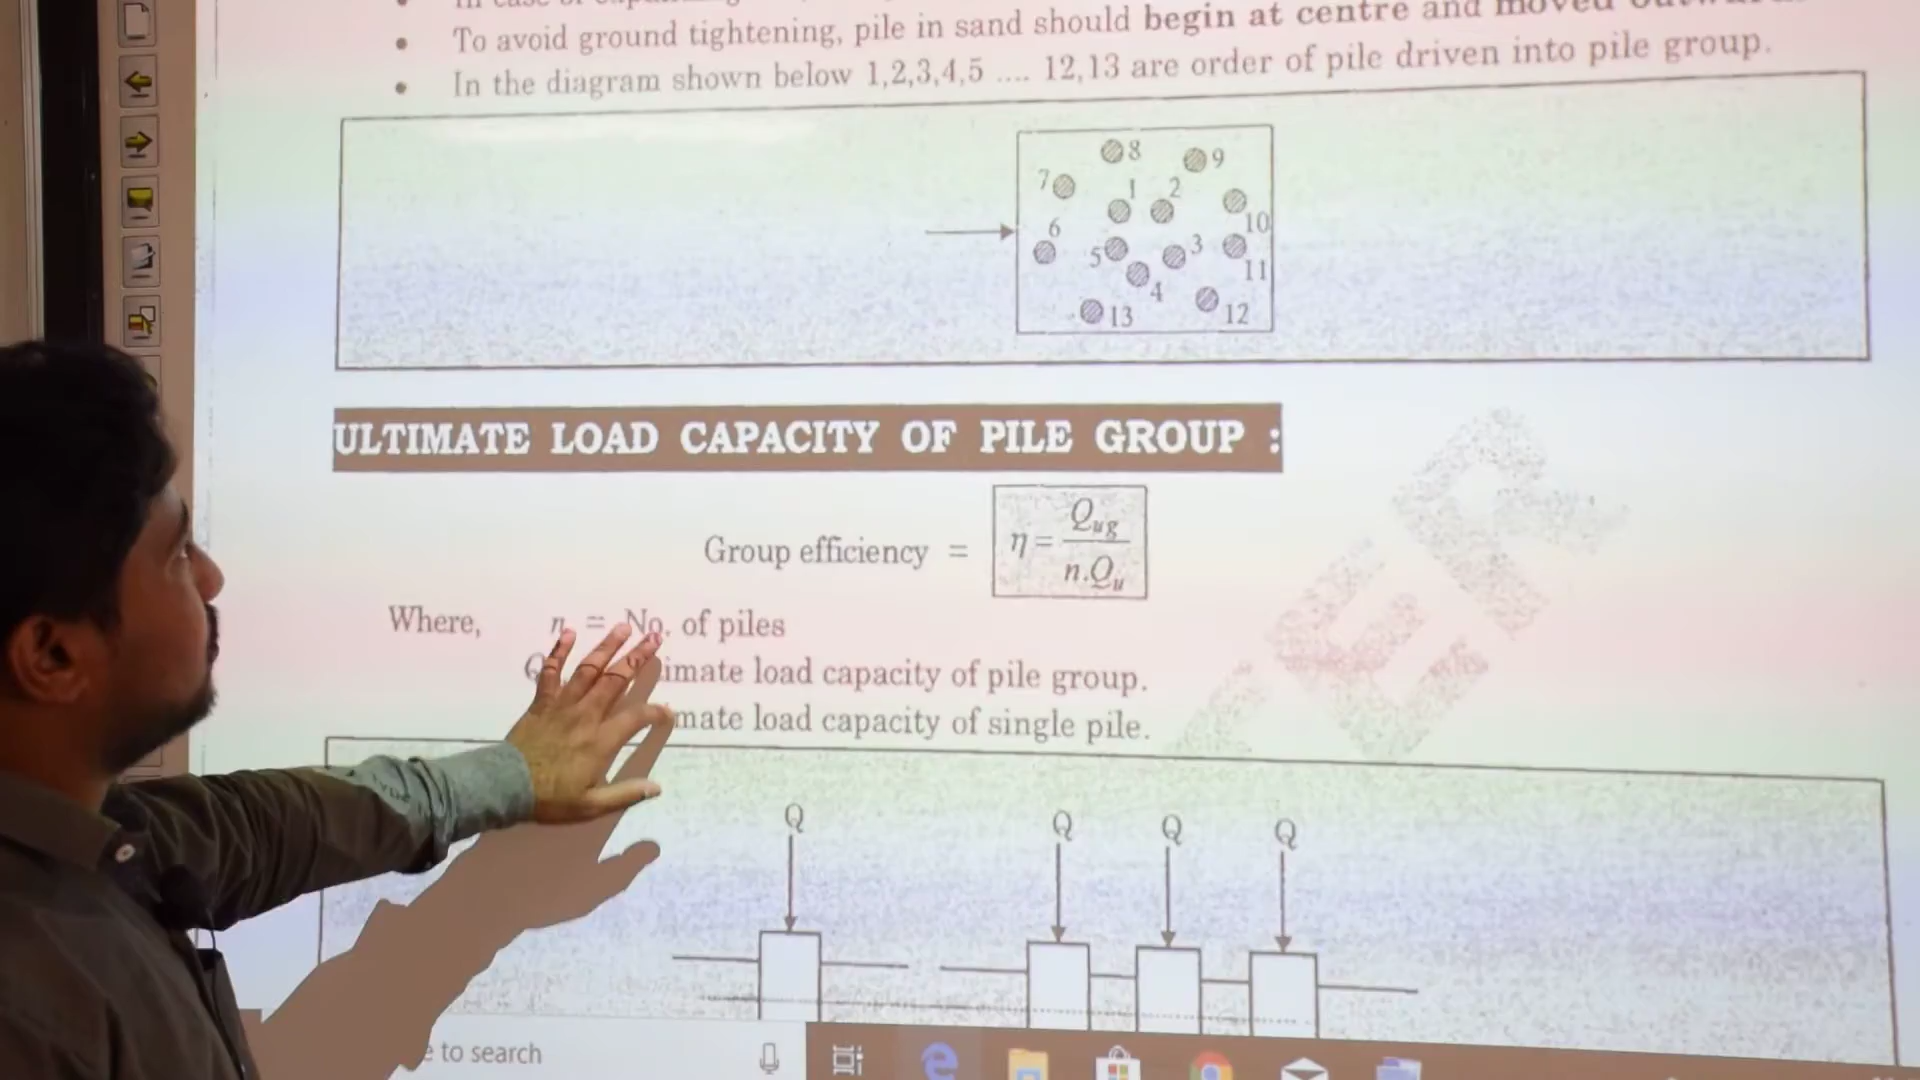 To avoid ground tightening, pile in sand should begin at centre and moved
In the diagram shown below 1,2,3,4,5 .... 12,13 are order of pile driven into pile group.
8
9
7
1
2
10
6
5
3
11
4
13
12
ULTIMATE LOAD CAPACITY OF PILE GROUP :
Group efficiency = η = Qug / n.Qu
Where, n = No. of piles
Q imate load capacity of pile group.
mate load capacity of single pile.
Q Q Q Q
e to search